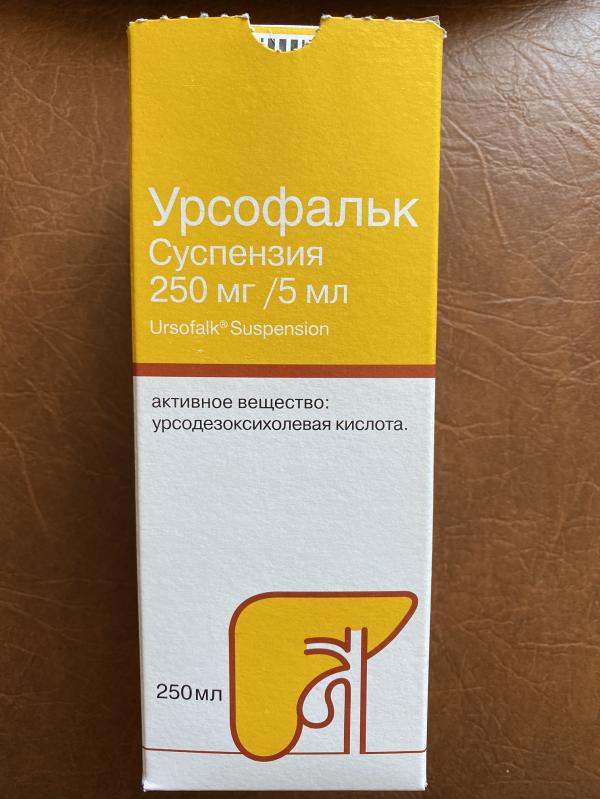 Урсофальк
Суспензия
250 мг /5 мл
Ursofalk® Suspension
активное вещество:
урсодезоксихолевая кислота.
250мл